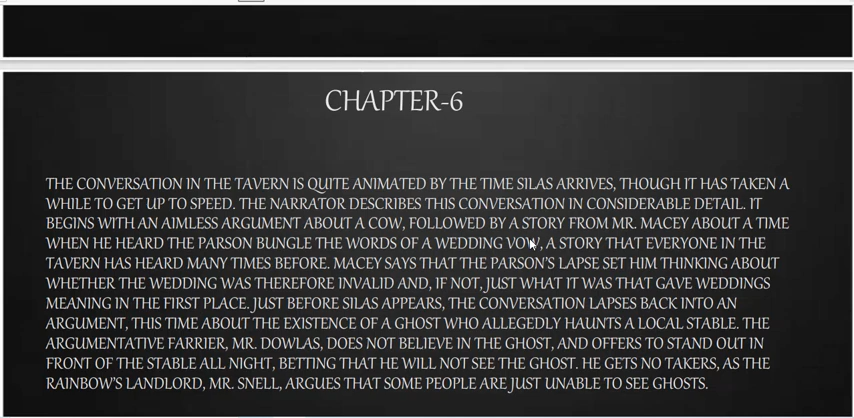 CHAPTER-6
THE CONVERSATION IN THE TAVERN IS QUITE ANIMATED BY THE TIME SILAS ARRIVES, THOUGH IT HAS TAKEN A
WHILE TO GET UP TO SPEED. THE NARRATOR DESCRIBES THIS CONVERSATION IN CONSIDERABLE DETAIL. IT
BEGINS WITH AN AIMLESS ARGUMENT ABOUT A COW, FOLLOWED BY A STORY FROM MR. MACEY ABOUT A TIME
WHEN HE HEARD THE PARSON BUNGLE THE WORDS OF A WEDDING VOW, A STORY THAT EVERYONE IN THE
TAVERN HAS HEARD MANY TIMES BEFORE. MACEY SAYS THAT THE PARSON'S LAPSE SET HIM THINKING ABOUT
WHETHER THE WEDDING WAS THEREFORE INVALID AND, IF NOT, JUST WHAT IT WAS THAT GAVE WEDDINGS
MEANING IN THE FIRST PLACE. JUST BEFORE SILAS APPEARS, THE CONVERSATION LAPSES BACK INTO AN
ARGUMENT, THIS TIME ABOUT THE EXISTENCE OF A GHOST WHO ALLEGEDLY HAUNTS A LOCAL STABLE. THE
ARGUMENTATIVE FARRIER, MR. DOWLAS, DOES NOT BELIEVE IN THE GHOST, AND OFFERS TO STAND OUT IN
FRONT OF THE STABLE ALL NIGHT, BETTING THAT HE WILL NOT SEE THE GHOST. HE GETS NO TAKERS, AS THE
RAINBOW'S LANDLORD, MR. SNELL, ARGUES THAT SOME PEOPLE ARE JUST UNABLE TO SEE GHOSTS.